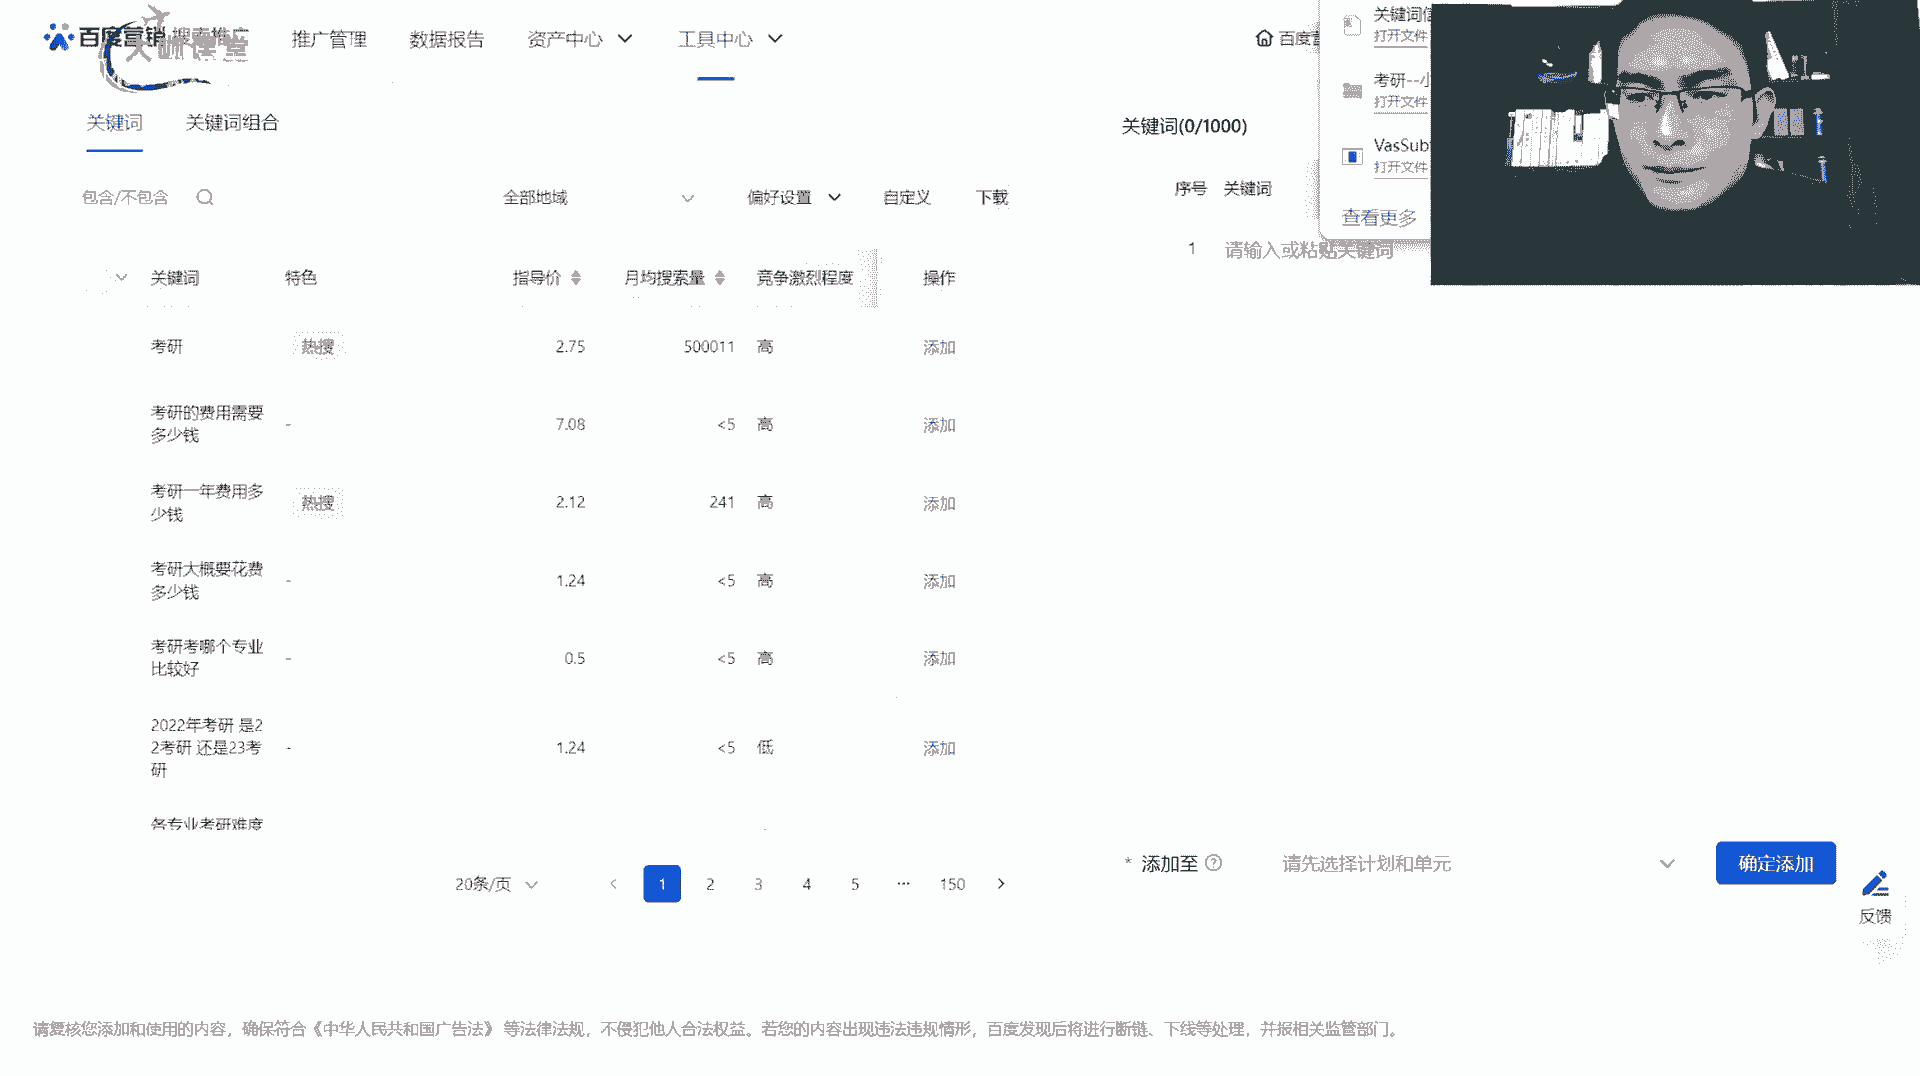 百度营销 搜索推广
大研课堂
推广管理
数据报告
资产中心
工具中心
百度营
关键词信
打开文件
考研--小
打开文件
VasSub
打开文件
查看更多
关键词
关键词组合
关键词(0/1000)
包含/不包含
全部地域
偏好设置
自定义
下载
序号 关键词
1 请输入或粘贴关键词
关键词 特色 指导价 月均搜索量 竞争激烈程度 操作
考研 热搜 2.75 500011 高 添加
考研的费用需要
多少钱
- 7.08 <5 高 添加
考研一年费用多
少钱
热搜 2.12 241 高 添加
考研大概要花费
多少钱
- 1.24 <5 高 添加
考研考哪个专业
比较好
- 0.5 <5 高 添加
2022年考研 是2
2考研 还是23考
研
- 1.24 <5 低 添加
各专业考研难度
20条/页
1 2 3 4 5 ··· 150
* 添加至
请先选择计划和单元
确定添加
反馈
请复核您添加和使用的内容，确保符合《中华人民共和国广告法》 等法律法规，不侵犯他人合法权益。若您的内容出现违法违规情形，百度发现后将进行断链、下线等处理，并报相关监管部门。